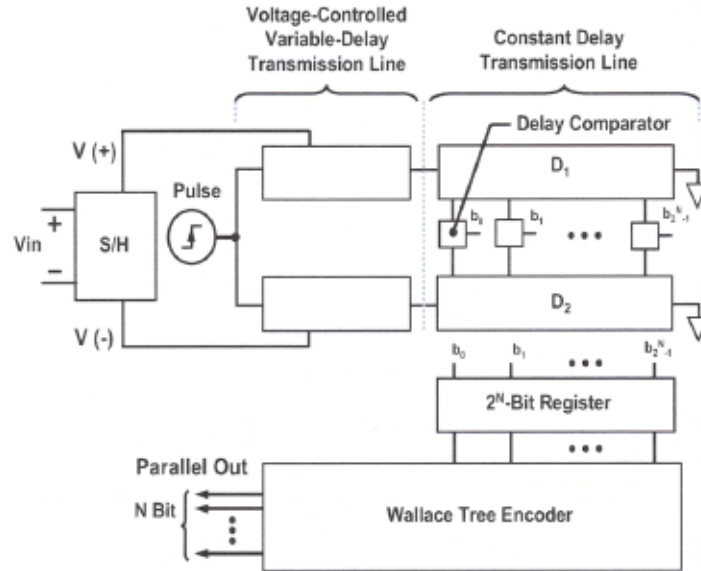 Voltage-Controlled
Variable-Delay
Transmission Line
Constant Delay
Transmission Line
Delay Comparator
V (+)
Pulse
D1
+
Vin
−
S/H
b0
b1
•••
b2N-1
V (-)
D2
b0
b1
•••
b2N-1
2N-Bit Register
•••
Parallel Out
N Bit
Wallace Tree Encoder